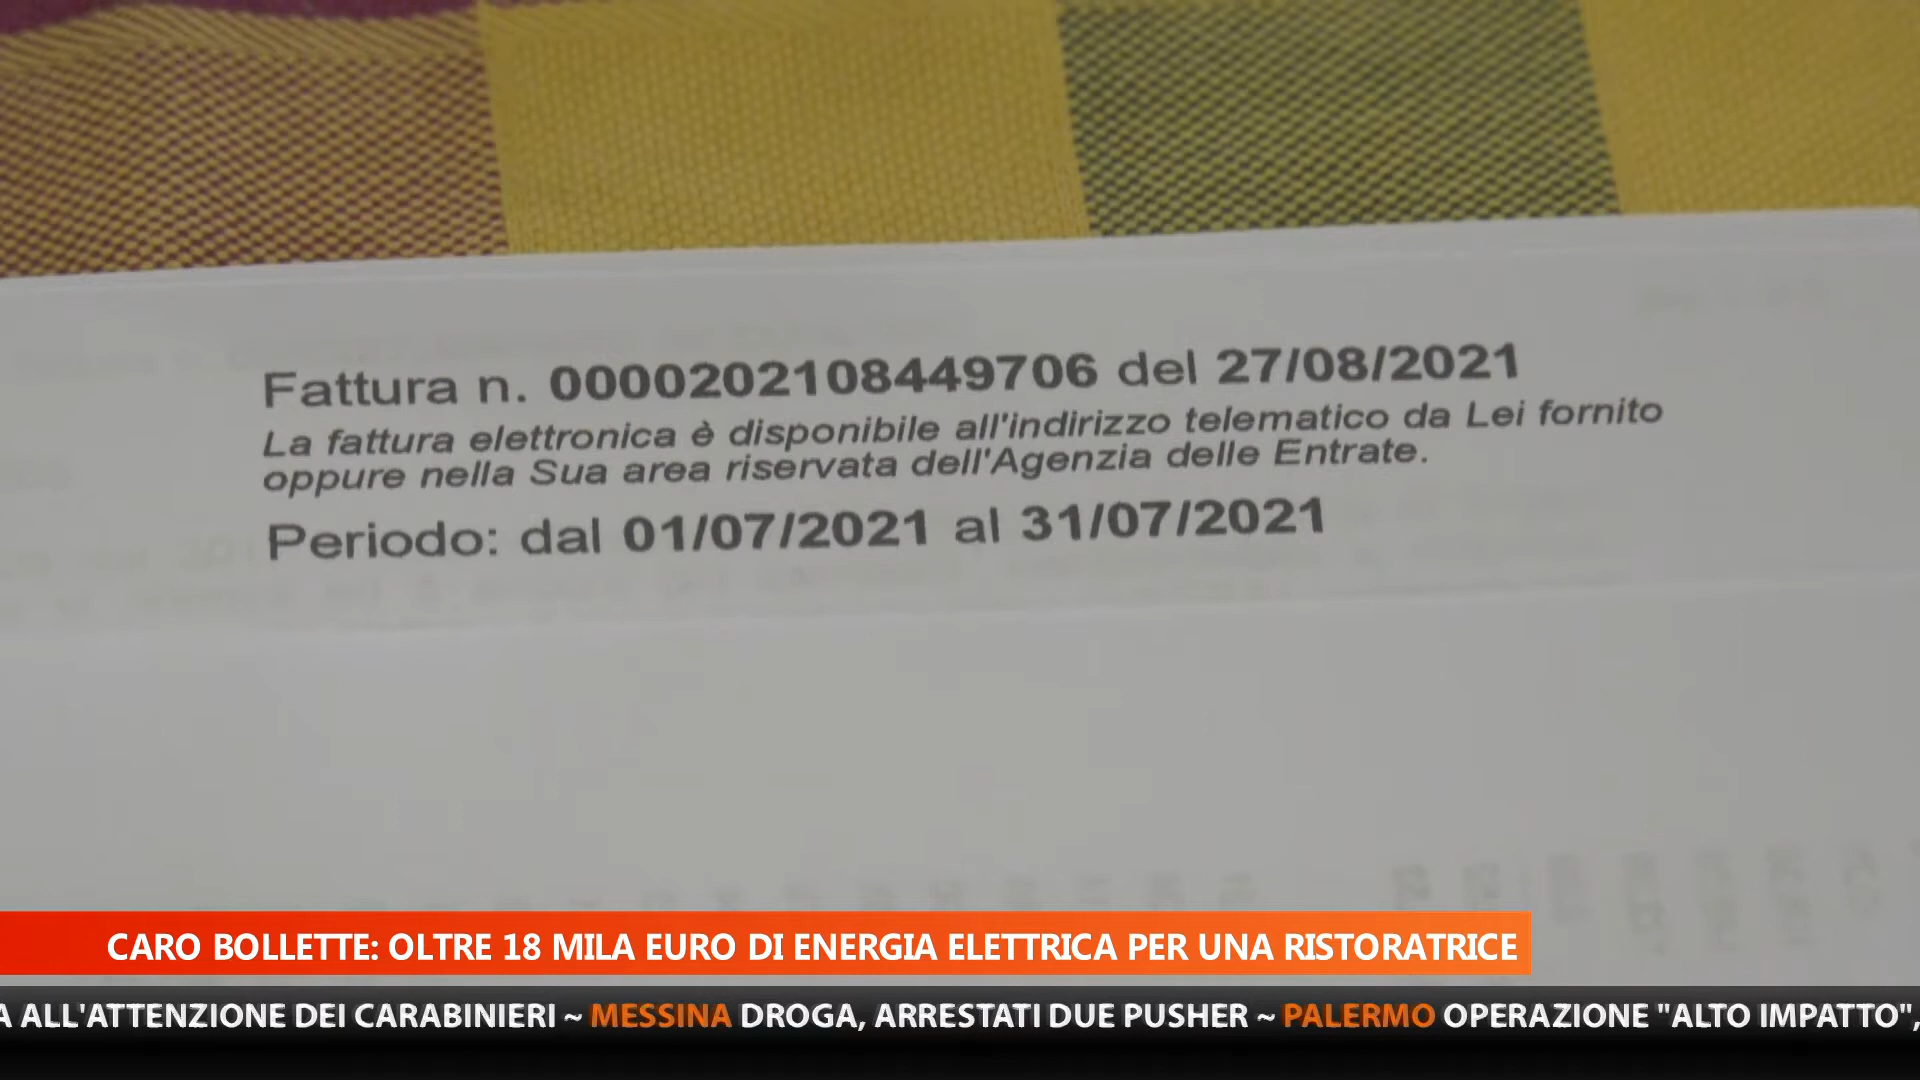 Fattura n. 0000202108449706 del 27/08/2021
La fattura elettronica è disponibile all'indirizzo telematico da Lei fornito
oppure nella Sua area riservata dell'Agenzia delle Entrate.
Periodo: dal 01/07/2021 al 31/07/2021
CARO BOLLETTE: OLTRE 18 MILA EURO DI ENERGIA ELETTRICA PER UNA RISTORATRICE
A ALL'ATTENZIONE DEI CARABINIERI ~ MESSINA DROGA, ARRESTATI DUE PUSHER ~ PALERMO OPERAZIONE "ALTO IMPATTO",